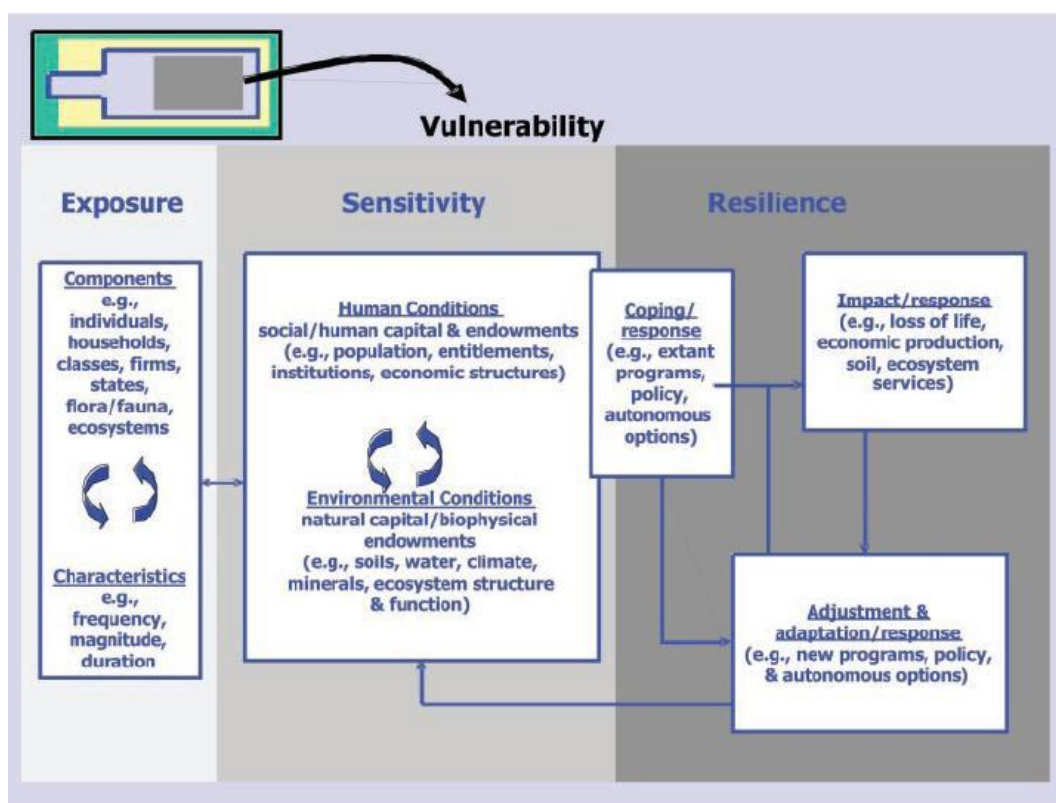 Vulnerability
Exposure
Sensitivity
Resilience
Components
e.g.,
individuals,
households,
classes, firms,
states,
flora/fauna,
ecosystems
Characteristics
e.g.,
frequency,
magnitude,
duration
Human Conditions
social/human capital & endowments
(e.g., population, entitlements,
institutions, economic structures)
Environmental Conditions
natural capital/biophysical
endowments
(e.g., soils, water, climate,
minerals, ecosystem structure
& function)
Coping/
response
(e.g., extant
programs,
policy,
autonomous
options)
Impact/response
(e.g., loss of life,
economic production,
soil, ecosystem
services)
Adjustment &
adaptation/response
(e.g., new programs, policy,
& autonomous options)